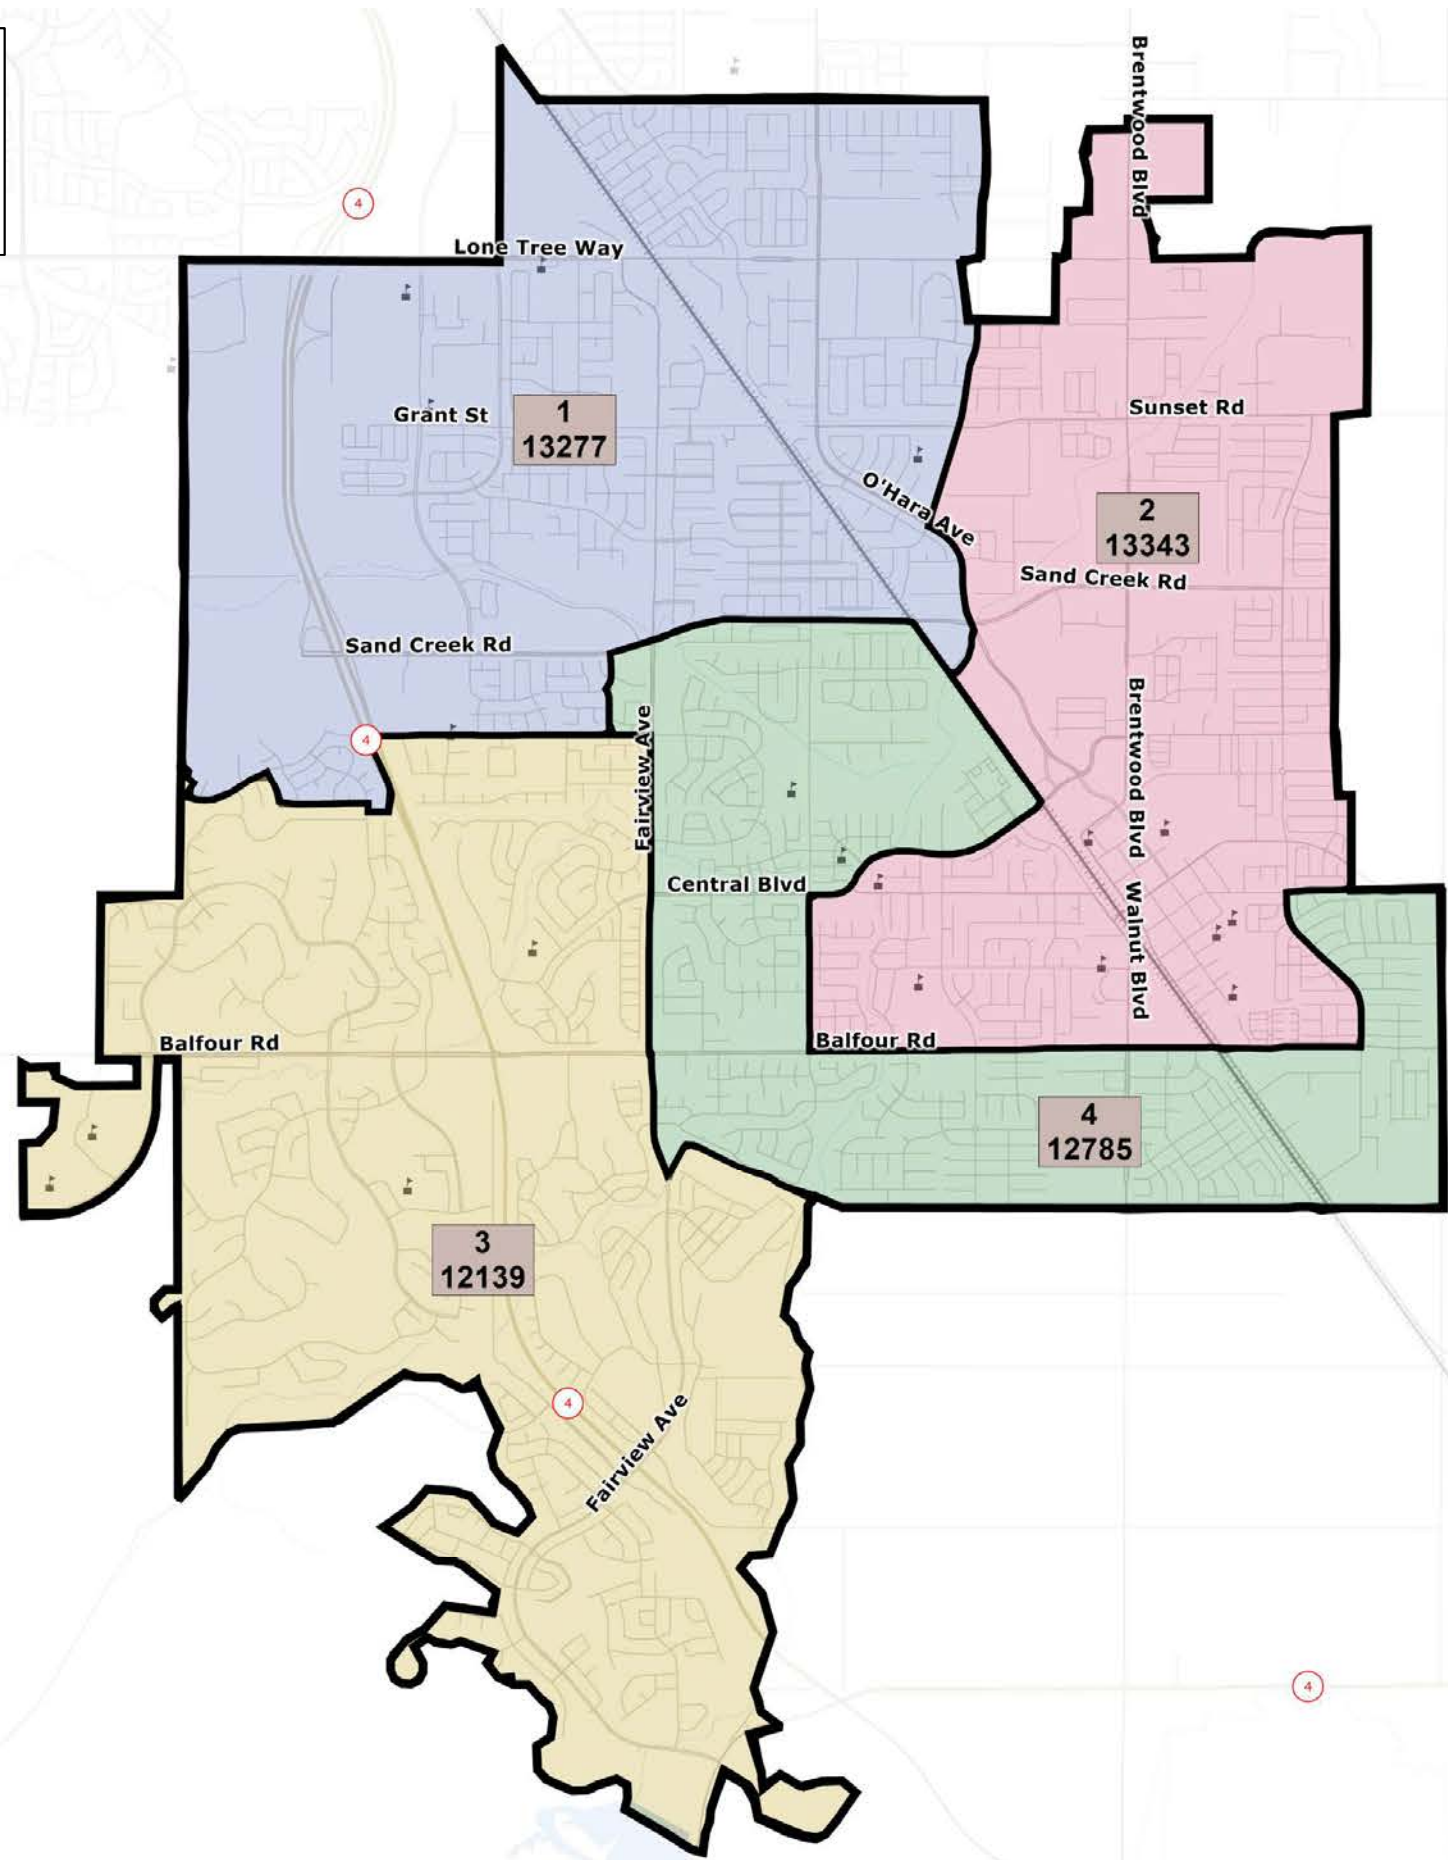 Brentwood Blvd
4
Lone Tree Way
Grant St
1
13277
Sunset Rd
O'Hara Ave
2
13343
Sand Creek Rd
Sand Creek Rd
4
Fairview Ave
Brentwood Blvd
Central Blvd
Walnut Blvd
Balfour Rd
Balfour Rd
4
12785
3
12139
4
Fairview Ave
4